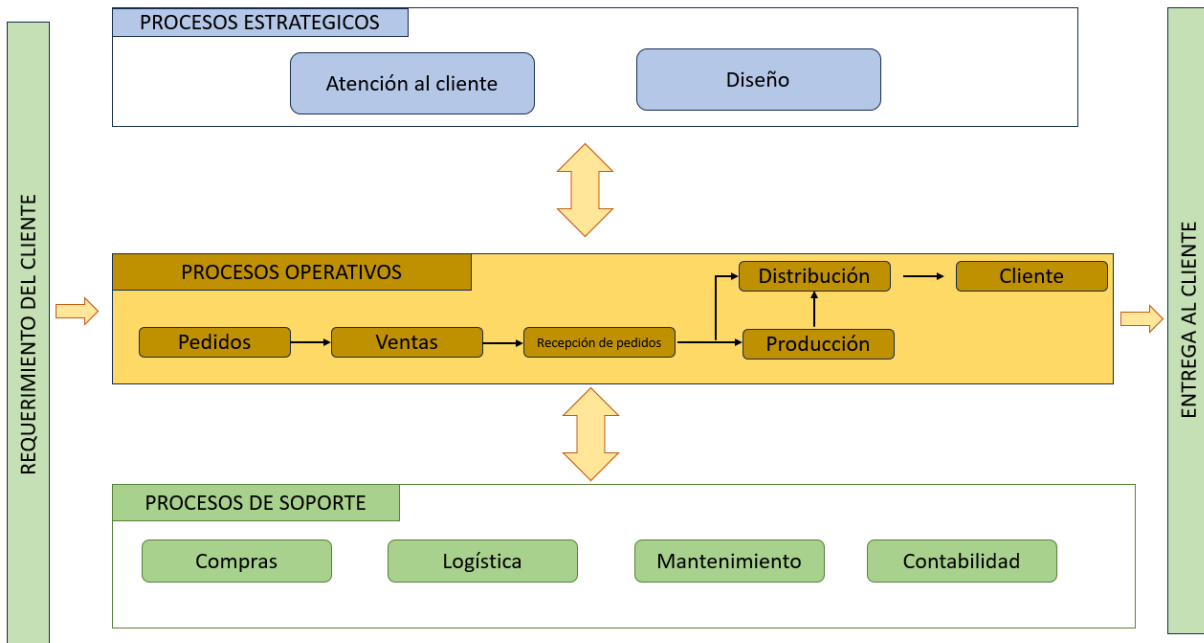 REQUERIMIENTO DEL CLIENTE
PROCESOS ESTRATEGICOS
Atención al cliente
Diseño
PROCESOS OPERATIVOS
Distribución
Cliente
Pedidos
Ventas
Recepción de pedidos
Producción
PROCESOS DE SOPORTE
Compras
Logística
Mantenimiento
Contabilidad
ENTREGA AL CLIENTE